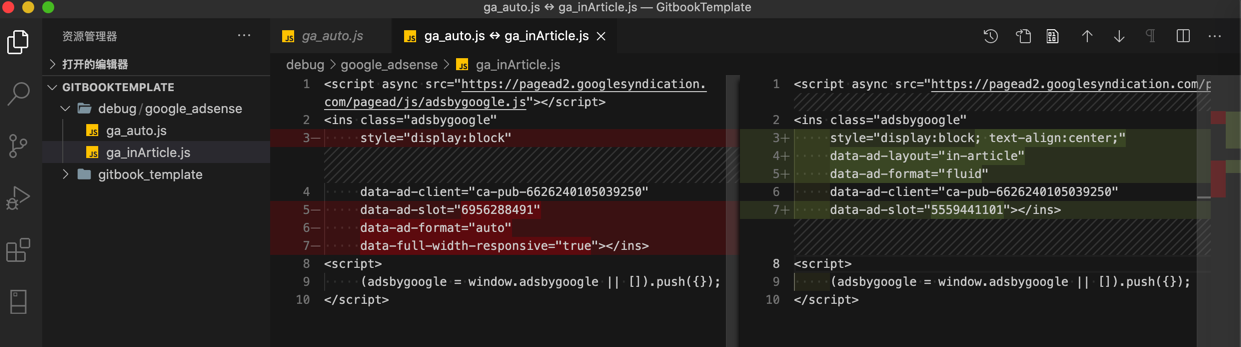 ga_auto.js ↔ ga_inArticle.js — GitbookTemplate
资源管理器 ···
打开的编辑器
GITBOOKTEMPLATE
debug / google_adsense
JS ga_auto.js
JS ga_inArticle.js
gitbook_template
JS ga_auto.js
JS ga_auto.js ↔ ga_inArticle.js ×
debug > google_adsense > JS ga_inArticle.js
1 <script async src="https://pagead2.googlesyndication.
com/pagead/js/adsbygoogle.js"></script>
2 <ins class="adsbygoogle"
3— style="display:block"
4 data-ad-client="ca-pub-6626240105039250"
5— data-ad-slot="6956288491"
6— data-ad-format="auto"
7— data-full-width-responsive="true"></ins>
8 <script>
9 (adsbygoogle = window.adsbygoogle || []).push({});
10 </script>
1 <script async src="https://pagead2.googlesyndication.com/p
2 <ins class="adsbygoogle"
3+ style="display:block; text-align:center;"
4+ data-ad-layout="in-article"
5+ data-ad-format="fluid"
6 data-ad-client="ca-pub-6626240105039250"
7+ data-ad-slot="5559441101"></ins>
8 <script>
9 (adsbygoogle = window.adsbygoogle || []).push({});
10 </script>